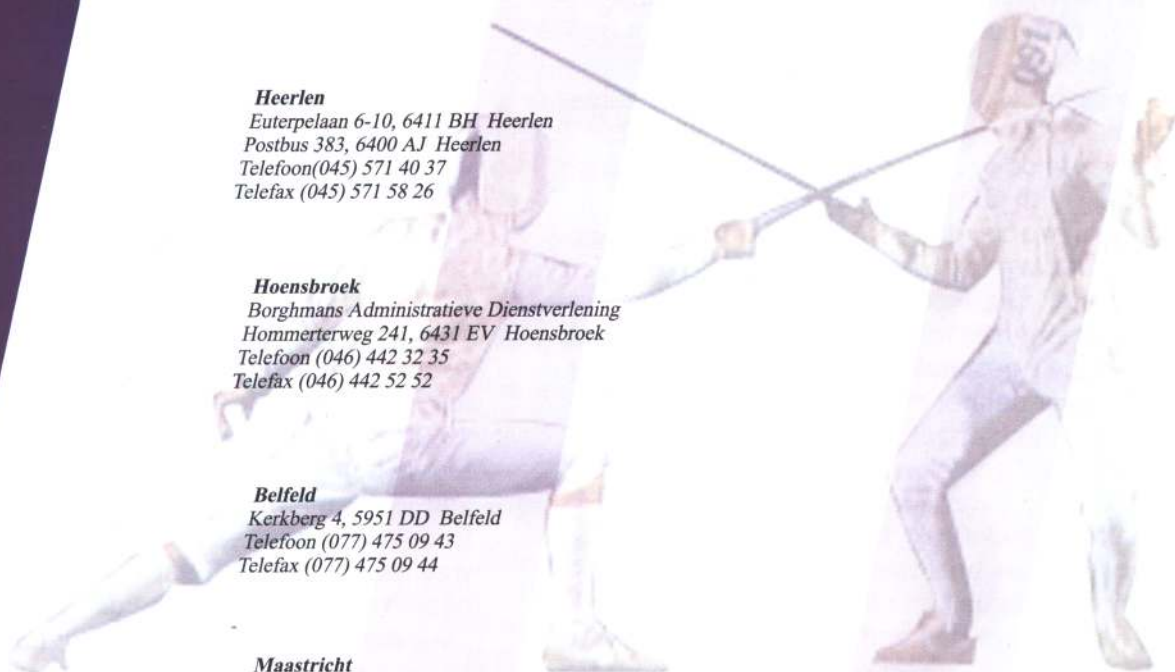 Heerlen
Euterpelaan 6-10, 6411 BH Heerlen
Postbus 383, 6400 AJ Heerlen
Telefoon(045) 571 40 37
Telefax (045) 571 58 26
Hoensbroek
Borghmans Administratieve Dienstverlening
Hommerterweg 241, 6431 EV Hoensbroek
Telefoon (046) 442 32 35
Telefax (046) 442 52 52
Belfeld
Kerkberg 4, 5951 DD Belfeld
Telefoon (077) 475 09 43
Telefax (077) 475 09 44
Maastricht
160